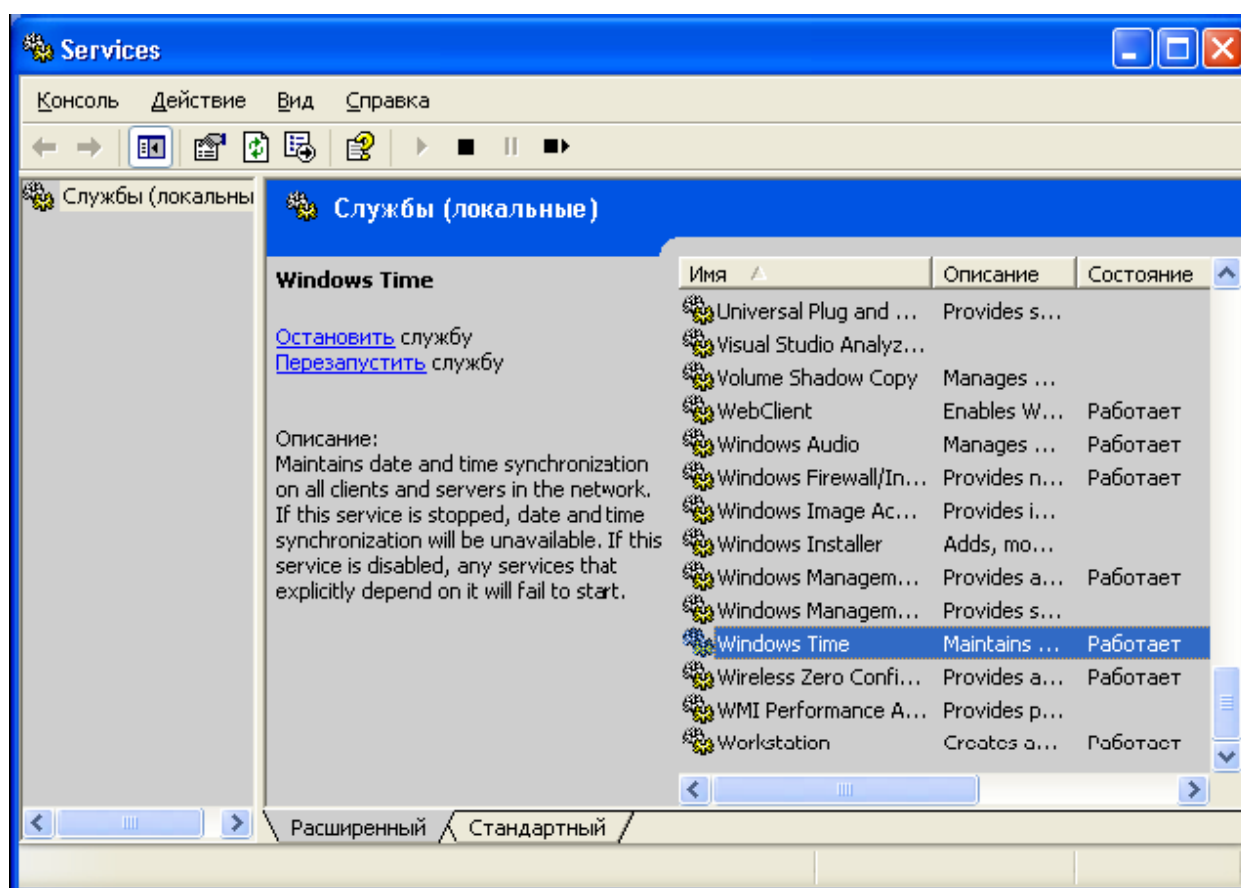 Services
Консоль Действие Вид Справка
Службы (локальны
Службы (локальные)
Windows Time
Остановить службу
Перезапустить службу
Описание:
Maintains date and time synchronization
on all clients and servers in the network.
If this service is stopped, date and time
synchronization will be unavailable. If this
service is disabled, any services that
explicitly depend on it will fail to start.
Имя Описание Состояние
Universal Plug and ... Provides s...
Visual Studio Analyz...
Volume Shadow Copy Manages ...
WebClient Enables W... Работает
Windows Audio Manages ... Работает
Windows Firewall/In... Provides n... Работает
Windows Image Ac... Provides i...
Windows Installer Adds, mo...
Windows Managem... Provides a... Работает
Windows Managem... Provides s...
Windows Time Maintains ... Работает
Wireless Zero Confi... Provides a... Работает
WMI Performance A... Provides p...
Workstation Creates a... Работает
Расширенный Стандартный